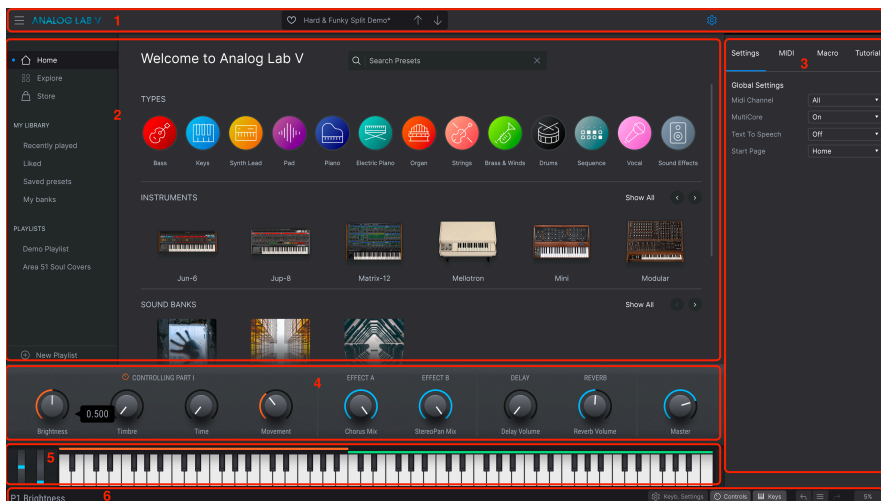 ANALOG LAB V
1
Hard & Funky Split Demo*
Home
Explore
Store
2
MY LIBRARY
Recently played
Liked
Saved presets
My banks
PLAYLISTS
Demo Playlist
Area 51 Soul Covers
New Playlist
Welcome to Analog Lab V
Search Presets
TYPES
Bass
Keys
Synth Lead
Pad
Piano
Electric Piano
Organ
Strings
Brass & Winds
Drums
Sequence
Vocal
Sound Effects
INSTRUMENTS
Show All
Jun-6
Jup-8
Matrix-12
Mellotron
Mini
Modular
SOUND BANKS
Show All
Settings
MIDI
Macro
Tutorial
3
Global Settings
Midi Channel
All
MultiCore
On
Text To Speech
Off
Start Page
Home
CONTROLLING PART I
4
EFFECT A
EFFECT B
DELAY
REVERB
0.500
Brightness
Timbre
Time
Movement
Chorus Mix
StereoPan Mix
Delay Volume
Reverb Volume
Master
5
P1 Brightness
6
Keyb. Settings
Controls
Keys
5%